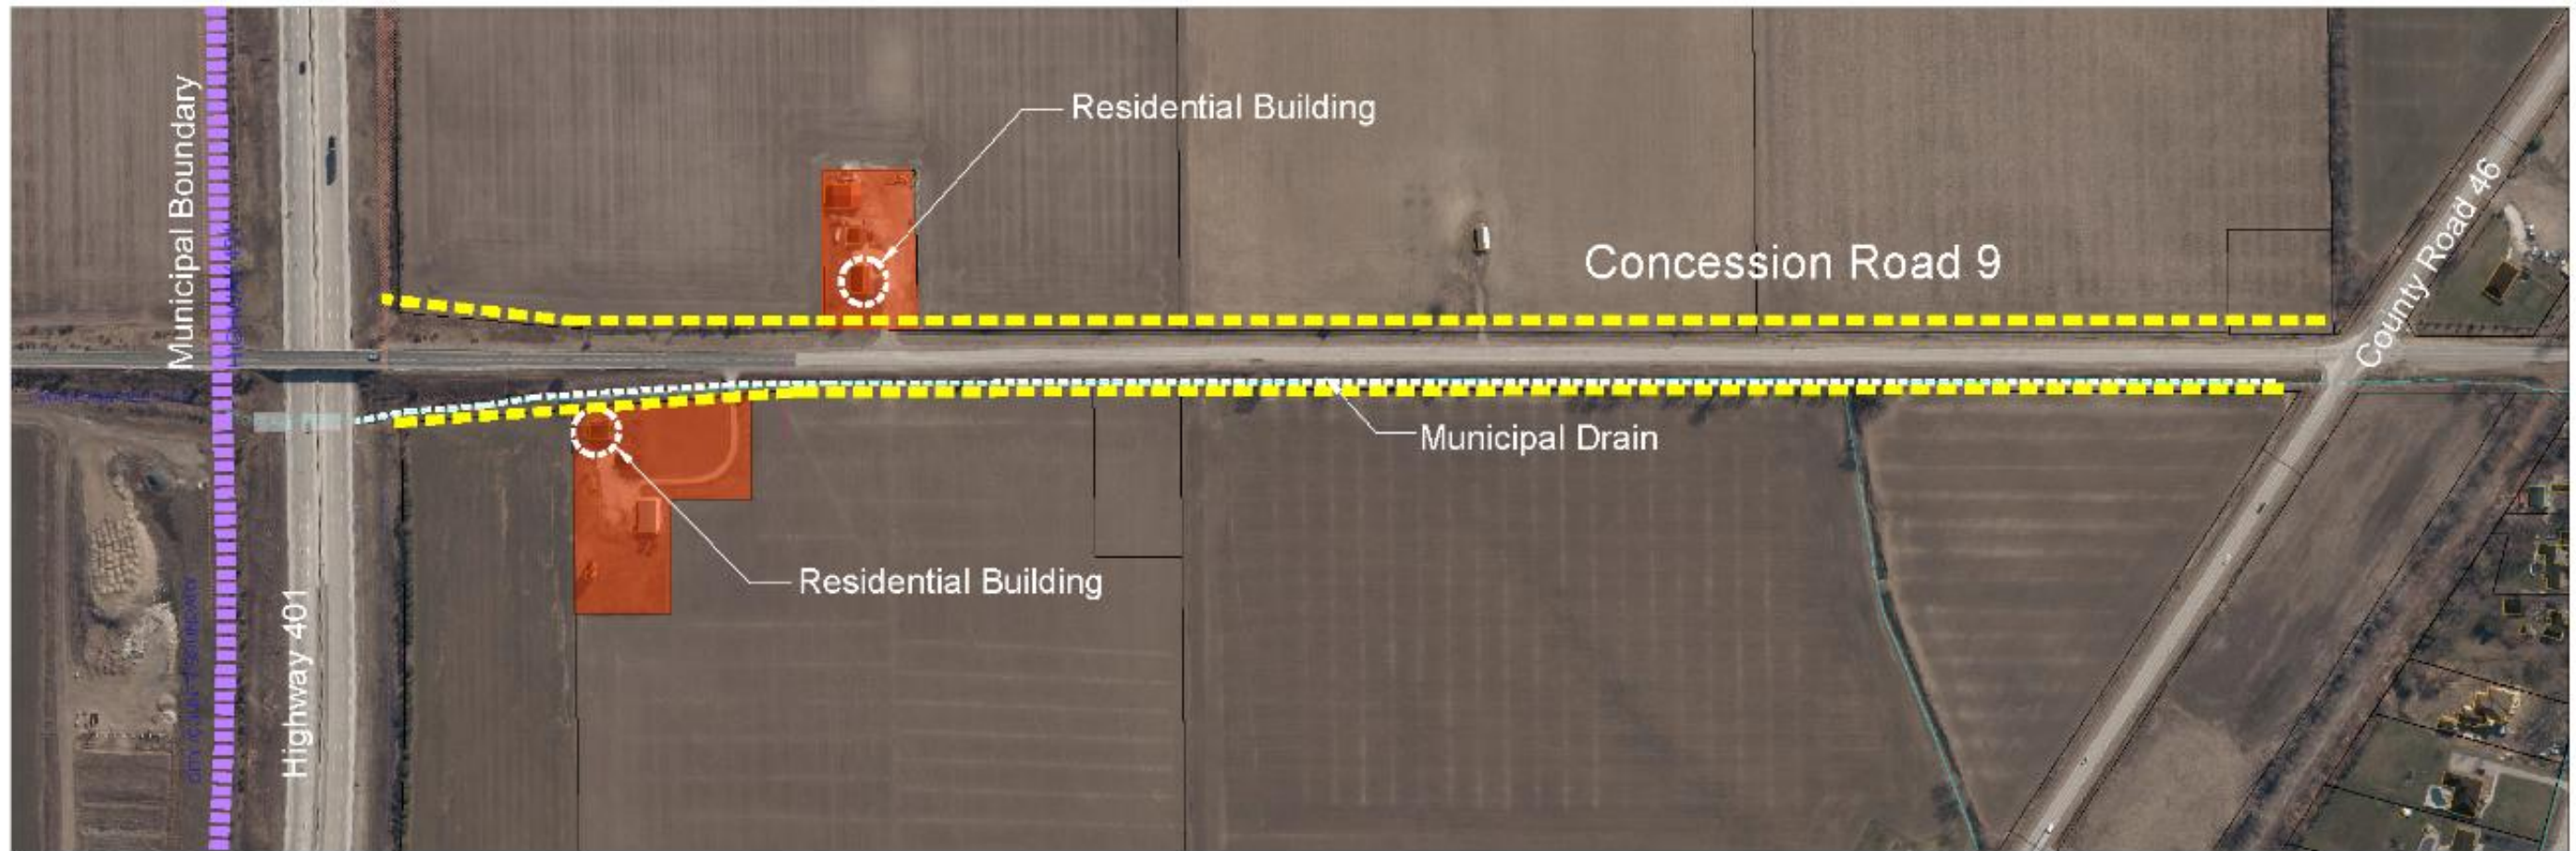 Municipal Boundary
Residential Building
Concession Road 9
County Road 46
Municipal Drain
Residential Building
Highway 401